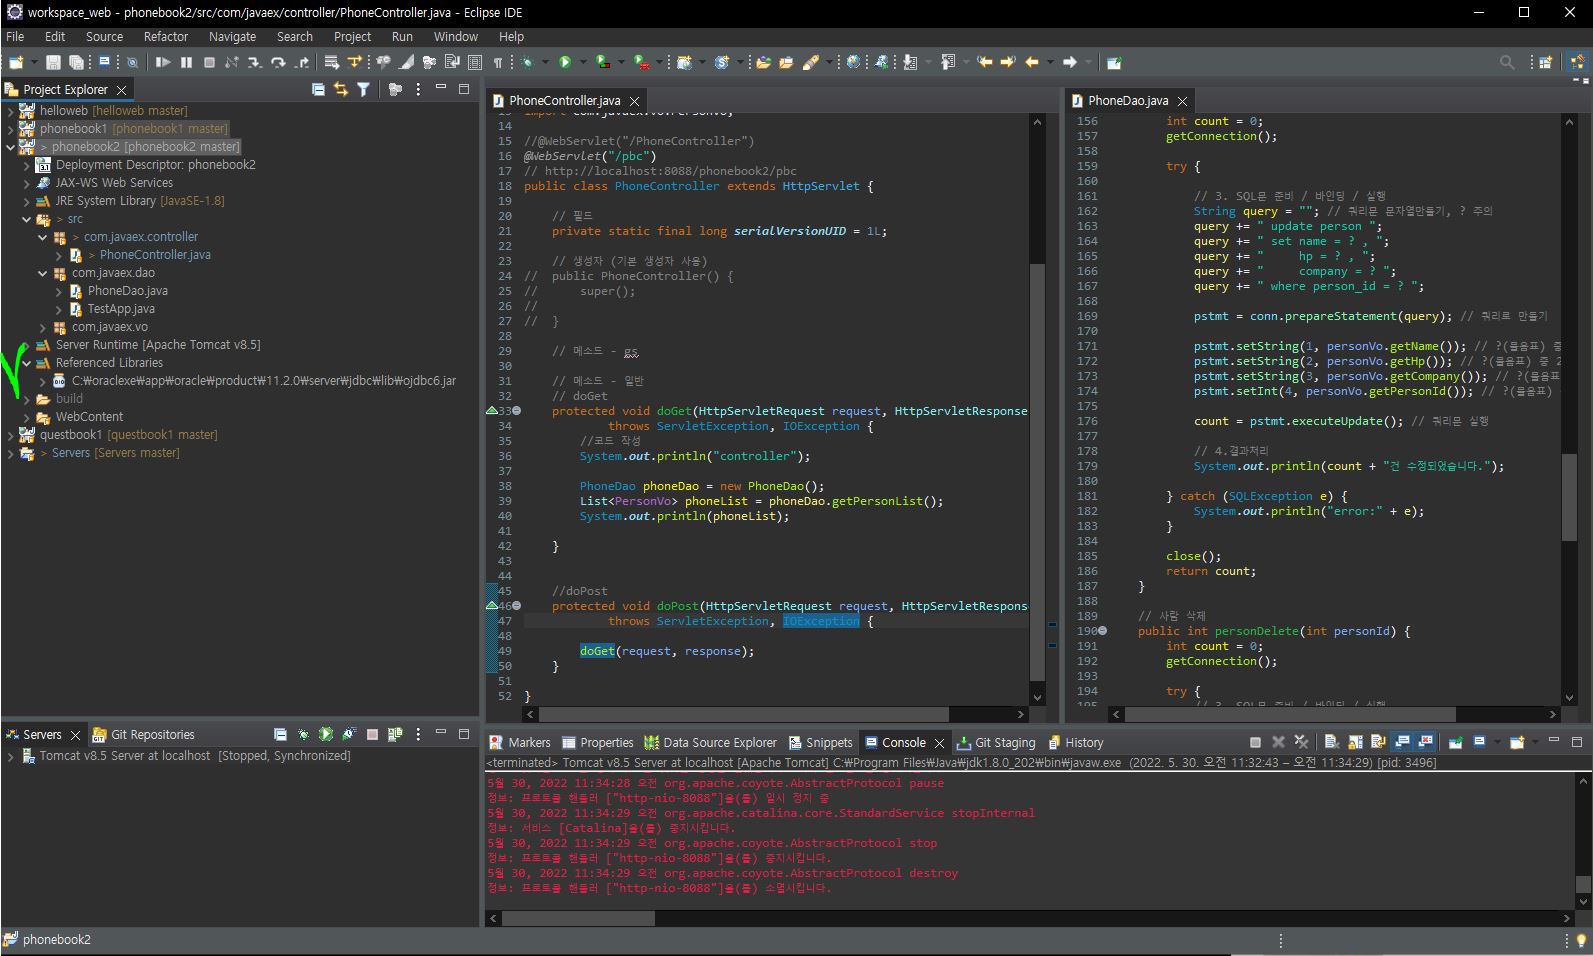 workspace_web - phonebook2/src/com/javaex/controller/PhoneController.java - Eclipse IDE
File Edit Source Refactor Navigate Search Project Run Window Help
Project Explorer
helloweb [helloweb master]
phonebook1 [phonebook1 master]
> phonebook2 [phonebook2 master]
Deployment Descriptor: phonebook2
JAX-WS Web Services
JRE System Library [JavaSE-1.8]
> src
> com.javaex.controller
> PhoneController.java
com.javaex.dao
PhoneDao.java
TestApp.java
com.javaex.vo
Server Runtime [Apache Tomcat v8.5]
Referenced Libraries
C:₩oraclexe₩app₩oracle₩product₩11.2.0₩server₩jdbc₩lib₩ojdbc6.jar
build
WebContent
guestbook1 [guestbook1 master]
> Servers [Servers master]
PhoneController.java
14
15 //@WebServlet("/PhoneController")
16 @WebServlet("/pbc")
17 // http://localhost:8088/phonebook2/pbc
18 public class PhoneController extends HttpServlet {
19
20 // 필드
21 private static final long serialVersionUID = 1L;
22
23 // 생성자 (기본 생성자 사용)
24 // public PhoneController() {
25 // super();
26 //
27 // }
28
29 // 메소드 - gs
30
31 // 메소드 - 일반
32 // doGet
33 protected void doGet(HttpServletRequest request, HttpServletResponse
34 throws ServletException, IOException {
35 //코드 작성
36 System.out.println("controller");
37
38 PhoneDao phoneDao = new PhoneDao();
39 List<PersonVo> phoneList = phoneDao.getPersonList();
40 System.out.println(phoneList);
41
42 }
43
44
45 //doPost
46 protected void doPost(HttpServletRequest request, HttpServletRespons
47 throws ServletException, IOException {
48
49 doGet(request, response);
50 }
51
52 }
PhoneDao.java
156 int count = 0;
157 getConnection();
158
159 try {
160
161 // 3. SQL문 준비 / 바인딩 / 실행
162 String query = ""; // 쿼리문 문자열만들기, ? 주의
163 query += " update person ";
164 query += " set name = ? , ";
165 query += " hp = ? , ";
166 query += " company = ? ";
167 query += " where person_id = ? ";
168
169 pstmt = conn.prepareStatement(query); // 쿼리로 만들기
170
171 pstmt.setString(1, personVo.getName()); // ?(물음표) 중
172 pstmt.setString(2, personVo.getHp()); // ?(물음표) 중 2
173 pstmt.setString(3, personVo.getCompany()); // ?(물음표
174 pstmt.setInt(4, personVo.getPersonId()); // ?(물음표)
175
176 count = pstmt.executeUpdate(); // 쿼리문 실행
177
178 // 4.결과처리
179 System.out.println(count + "건 수정되었습니다.");
180
181 } catch (SQLException e) {
182 System.out.println("error:" + e);
183 }
184
185 close();
186 return count;
187 }
188
189 // 사람 삭제
190 public int personDelete(int personId) {
191 int count = 0;
192 getConnection();
193
194 try {
Servers Git Repositories
Tomcat v8.5 Server at localhost [Stopped, Synchronized]
Markers Properties Data Source Explorer Snippets Console Git Staging History
<terminated> Tomcat v8.5 Server at localhost [Apache Tomcat] C:₩Program Files₩Java₩jdk1.8.0_202₩bin₩javaw.exe (2022. 5. 30. 오전 11:32:43 – 오전 11:34:29) [pid: 3496]
5월 30, 2022 11:34:28 오전 org.apache.coyote.AbstractProtocol pause
정보: 프로토콜 핸들러 ["http-nio-8088"]을(를) 일시 정지 중
5월 30, 2022 11:34:29 오전 org.apache.catalina.core.StandardService stopInternal
정보: 서비스 [Catalina]을(를) 중지시킵니다.
5월 30, 2022 11:34:29 오전 org.apache.coyote.AbstractProtocol stop
정보: 프로토콜 핸들러 ["http-nio-8088"]을(를) 중지시킵니다.
5월 30, 2022 11:34:29 오전 org.apache.coyote.AbstractProtocol destroy
정보: 프로토콜 핸들러 ["http-nio-8088"]을(를) 소멸시킵니다.
phonebook2